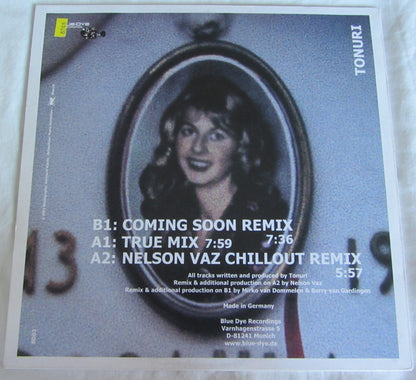 TONURI
B1: COMING SOON REMIX
7:36
A1: TRUE MIX 7:59
A2: NELSON VAZ CHILLOUT REMIX
5:57
All tracks written and produced by Tonuri
Remix & additional production on A2 by Nelson Vaz
Remix & additional production on B1 by Mirko van Dommelen & Barry van Gardingen
Made in Germany
Blue Dye Recordings
Varnhagenstrasse 5
D-81241 Munich
www.blue-dye.de
13
19